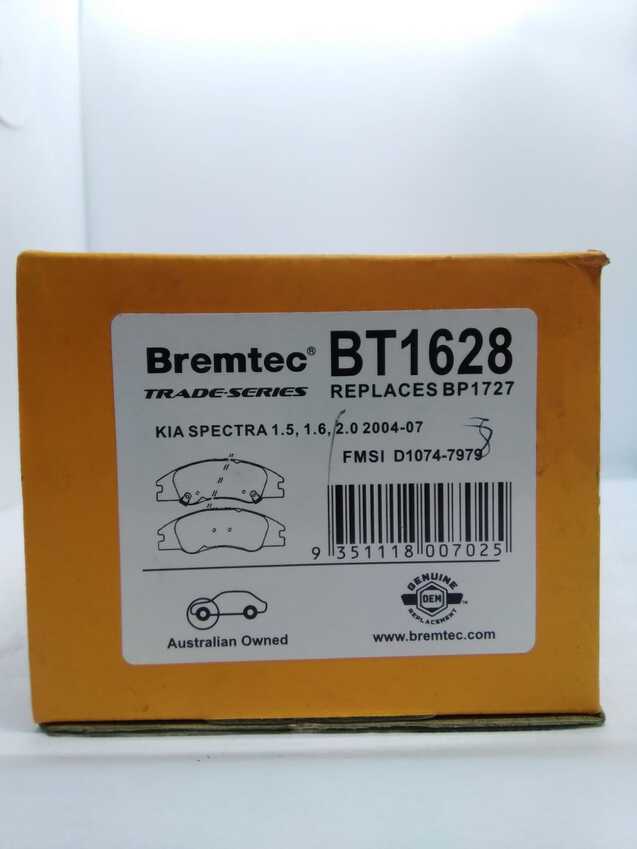 Bremtec® BT1628
TRADE-SERIES REPLACES BP1727
KIA SPECTRA 1.5, 1.6, 2.0 2004-07
FMSI D1074-7979
9 351118 007025
GENUINE
OEM
REPLACEMENT
™
Australian Owned
www.bremtec.com